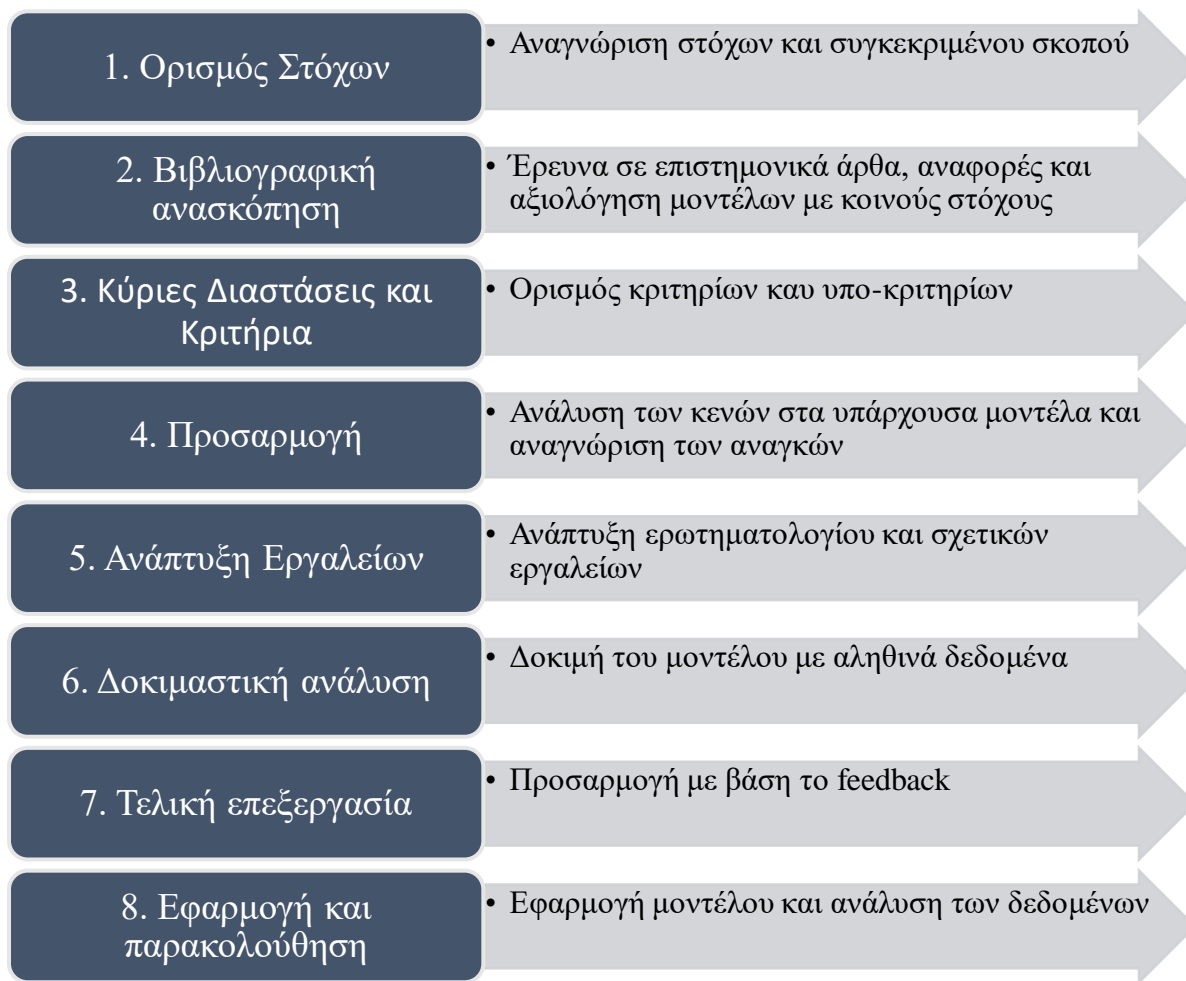 1. Ορισμός Στόχων
• Αναγνώριση στόχων και συγκεκριμένου σκοπού
2. Βιβλιογραφική
ανασκόπηση
• Έρευνα σε επιστημονικά άρθα, αναφορές και
αξιολόγηση μοντέλων με κοινούς στόχους
3. Κύριες Διαστάσεις και
Κριτήρια
• Ορισμός κριτηρίων καυ υπο-κριτηρίων
4. Προσαρμογή
• Ανάλυση των κενών στα υπάρχουσα μοντέλα και
αναγνώριση των αναγκών
5. Ανάπτυξη Εργαλείων
• Ανάπτυξη ερωτηματολογίου και σχετικών
εργαλείων
6. Δοκιμαστική ανάλυση
• Δοκιμή του μοντέλου με αληθινά δεδομένα
7. Τελική επεξεργασία
• Προσαρμογή με βάση το feedback
8. Εφαρμογή και
παρακολούθηση
• Εφαρμογή μοντέλου και ανάλυση των δεδομένων